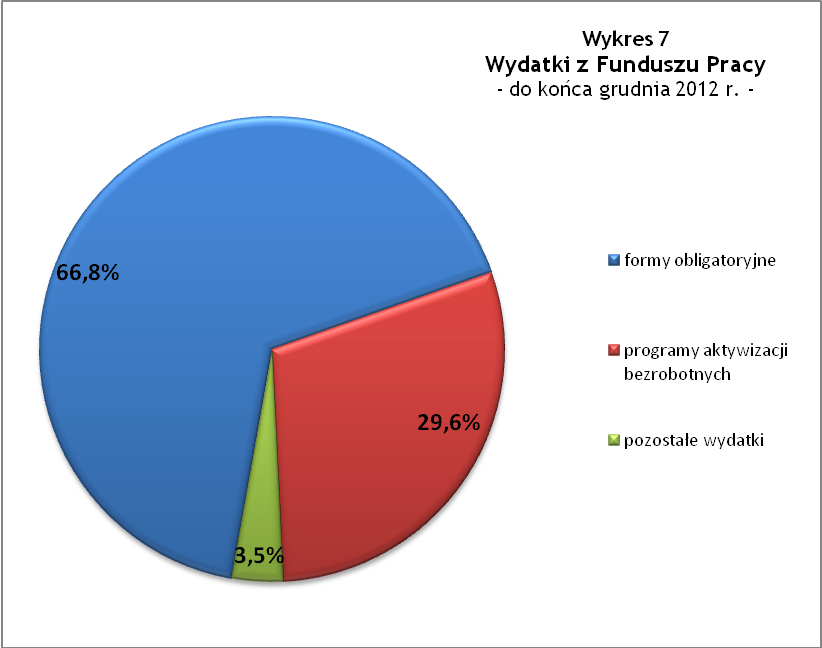 Wykres 7
Wydatki z Funduszu Pracy
- do końca grudnia 2012 r. -
66,8%
formy obligatoryjne
programy aktywizacji
bezrobotnych
29,6%
pozostałe wydatki
3,5%